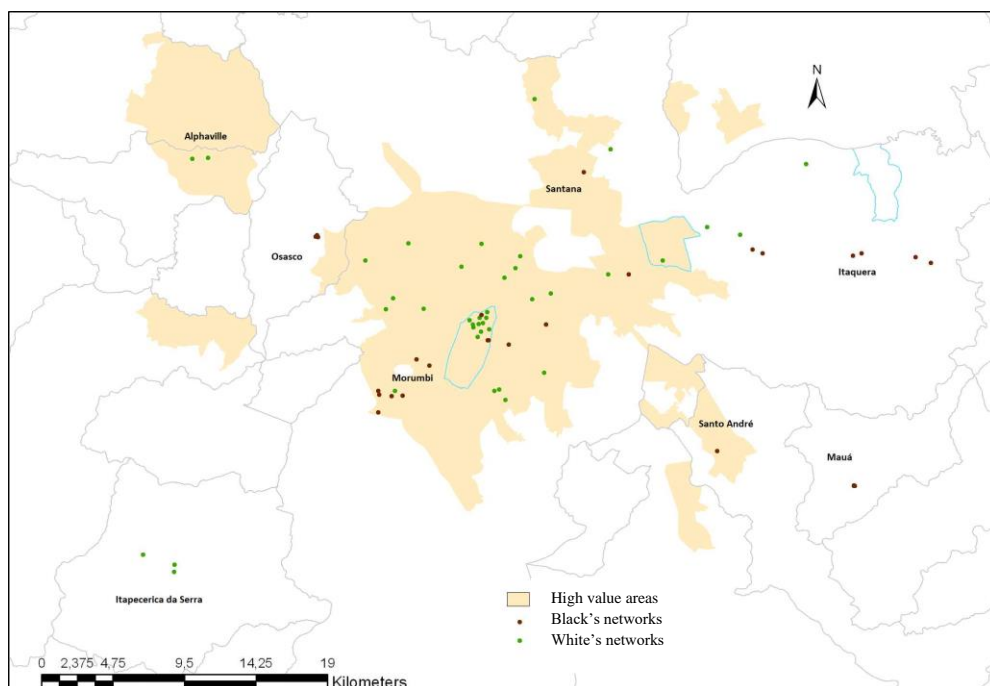 N
Alphaville
Santana
Osasco
Itaquera
Morumbi
Santo André
Mauá
Itapecerica da Serra
High value areas
Black's networks
White's networks
0 2,375 4,75 9,5 14,25 19
Kilometers